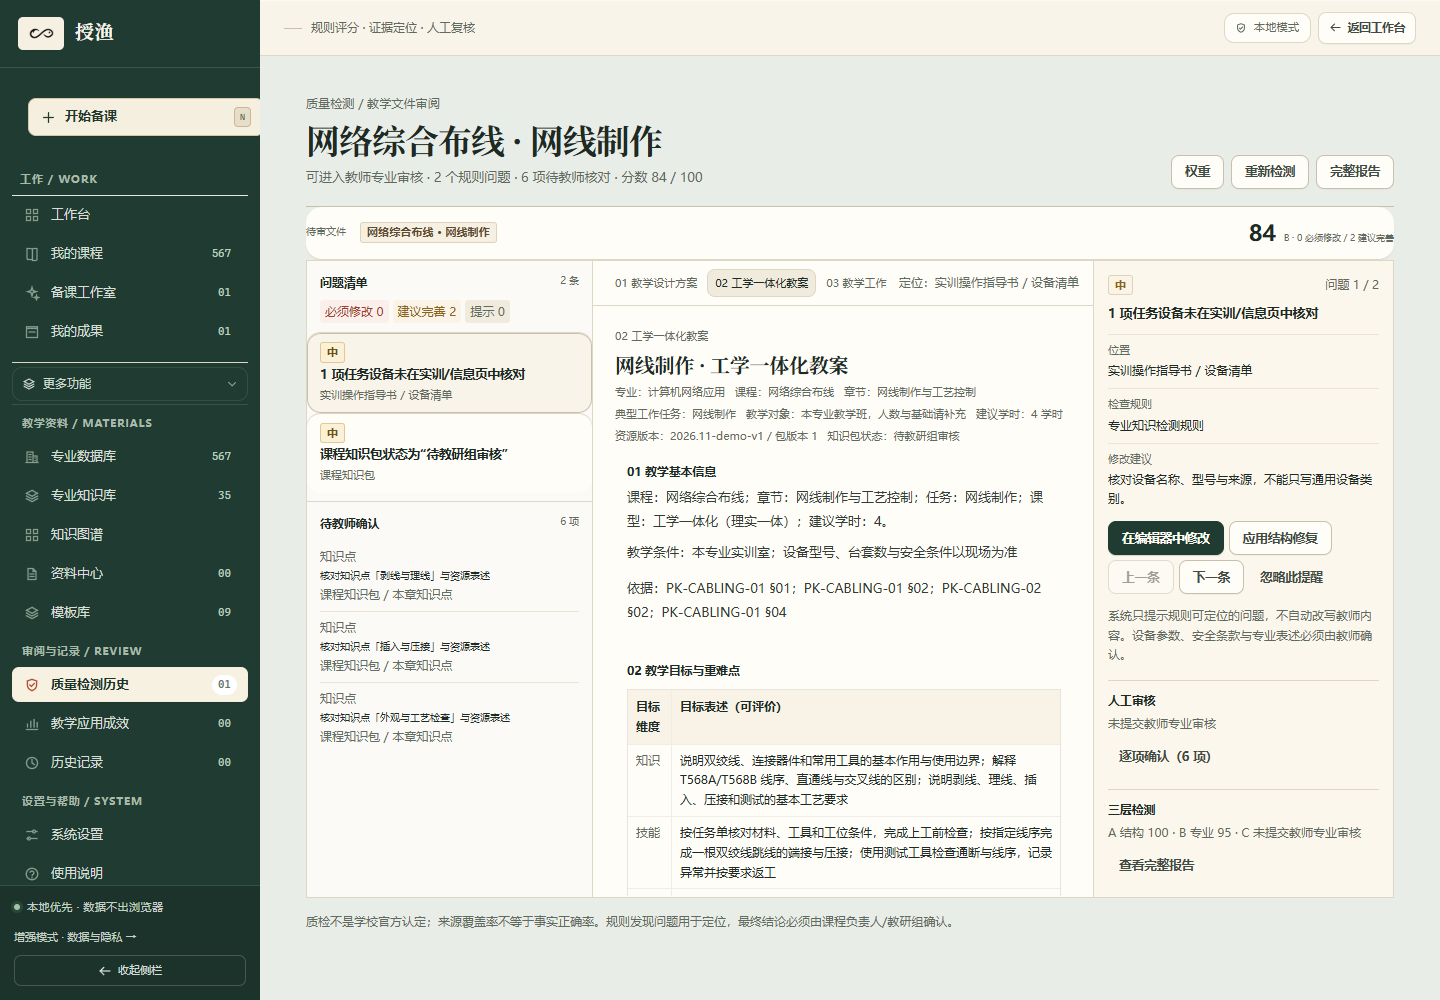 授渔
开始备课
N
工作 / WORK
工作台
我的课程 567
备课工作室 01
我的成果 01
更多功能
教学资料 / MATERIALS
专业数据库 567
专业知识库 35
知识图谱
资料中心 00
模板库 09
审阅与记录 / REVIEW
质量检测历史 01
教学应用成效 00
历史记录 00
设置与帮助 / SYSTEM
系统设置
使用说明
本地优先 · 数据不出浏览器
增强模式 · 数据与隐私 →
← 收起侧栏
规则评分 · 证据定位 · 人工复核
本地模式
← 返回工作台
质量检测 / 教学文件审阅
网络综合布线 · 网线制作
可进入教师专业审核 · 2 个规则问题 · 6 项待教师核对 · 分数 84 / 100
权重
重新检测
完整报告
待审文件
网络综合布线 • 网线制作
84 B · 0 必须修改 / 2 建议完善
问题清单 2 条
必须修改 0 建议完善 2 提示 0
中
1 项任务设备未在实训/信息页中核对
实训操作指导书 / 设备清单
中
课程知识包状态为“待教研组审核”
课程知识包
待教师确认 6 项
知识点
核对知识点「剥线与理线」与资源表述
课程知识包 / 本章知识点
知识点
核对知识点「插入与压接」与资源表述
课程知识包 / 本章知识点
知识点
核对知识点「外观与工艺检查」与资源表述
课程知识包 / 本章知识点
01 教学设计方案 02 工学一体化教案 03 教学工作 定位：实训操作指导书 / 设备清单
02 工学一体化教案
网线制作 · 工学一体化教案
专业：计算机网络应用 课程：网络综合布线 章节：网线制作与工艺控制
典型工作任务：网线制作 教学对象：本专业教学班，人数与基础请补充 建议学时：4 学时
资源版本：2026.11-demo-v1 / 包版本 1 知识包状态：待教研组审核
01 教学基本信息
课程：网络综合布线；章节：网线制作与工艺控制；任务：网线制作；课
型：工学一体化（理实一体）；建议学时：4。
教学条件：本专业实训室；设备型号、台套数与安全条件以现场为准
依据：PK-CABLING-01 §01；PK-CABLING-01 §02；PK-CABLING-02
§02；PK-CABLING-01 §04
02 教学目标与重难点
目标
维度
目标表述（可评价）
知识
说明双绞线、连接器件和常用工具的基本作用与使用边界；解释
T568A/T568B 线序、直通线与交叉线的区别；说明剥线、理线、插
入、压接和测试的基本工艺要求
技能
按任务单核对材料、工具和工位条件，完成上工前检查；按指定线序完
成一根双绞线跳线的端接与压接；使用测试工具检查通断与线序，记录
异常并按要求返工
中 问题 1 / 2
1 项任务设备未在实训/信息页中核对
位置
实训操作指导书 / 设备清单
检查规则
专业知识检测规则
修改建议
核对设备名称、型号与来源，不能只写通用设备类
别。
在编辑器中修改
应用结构修复
上一条
下一条
忽略此提醒
系统只提示规则可定位的问题，不自动改写教师内
容。设备参数、安全条款与专业表述必须由教师确
认。
人工审核
未提交教师专业审核
逐项确认（6 项）
三层检测
A 结构 100 · B 专业 95 · C 未提交教师专业审核
查看完整报告
质检不是学校官方认定；来源覆盖率不等于事实正确率。规则发现问题用于定位，最终结论必须由课程负责人/教研组确认。